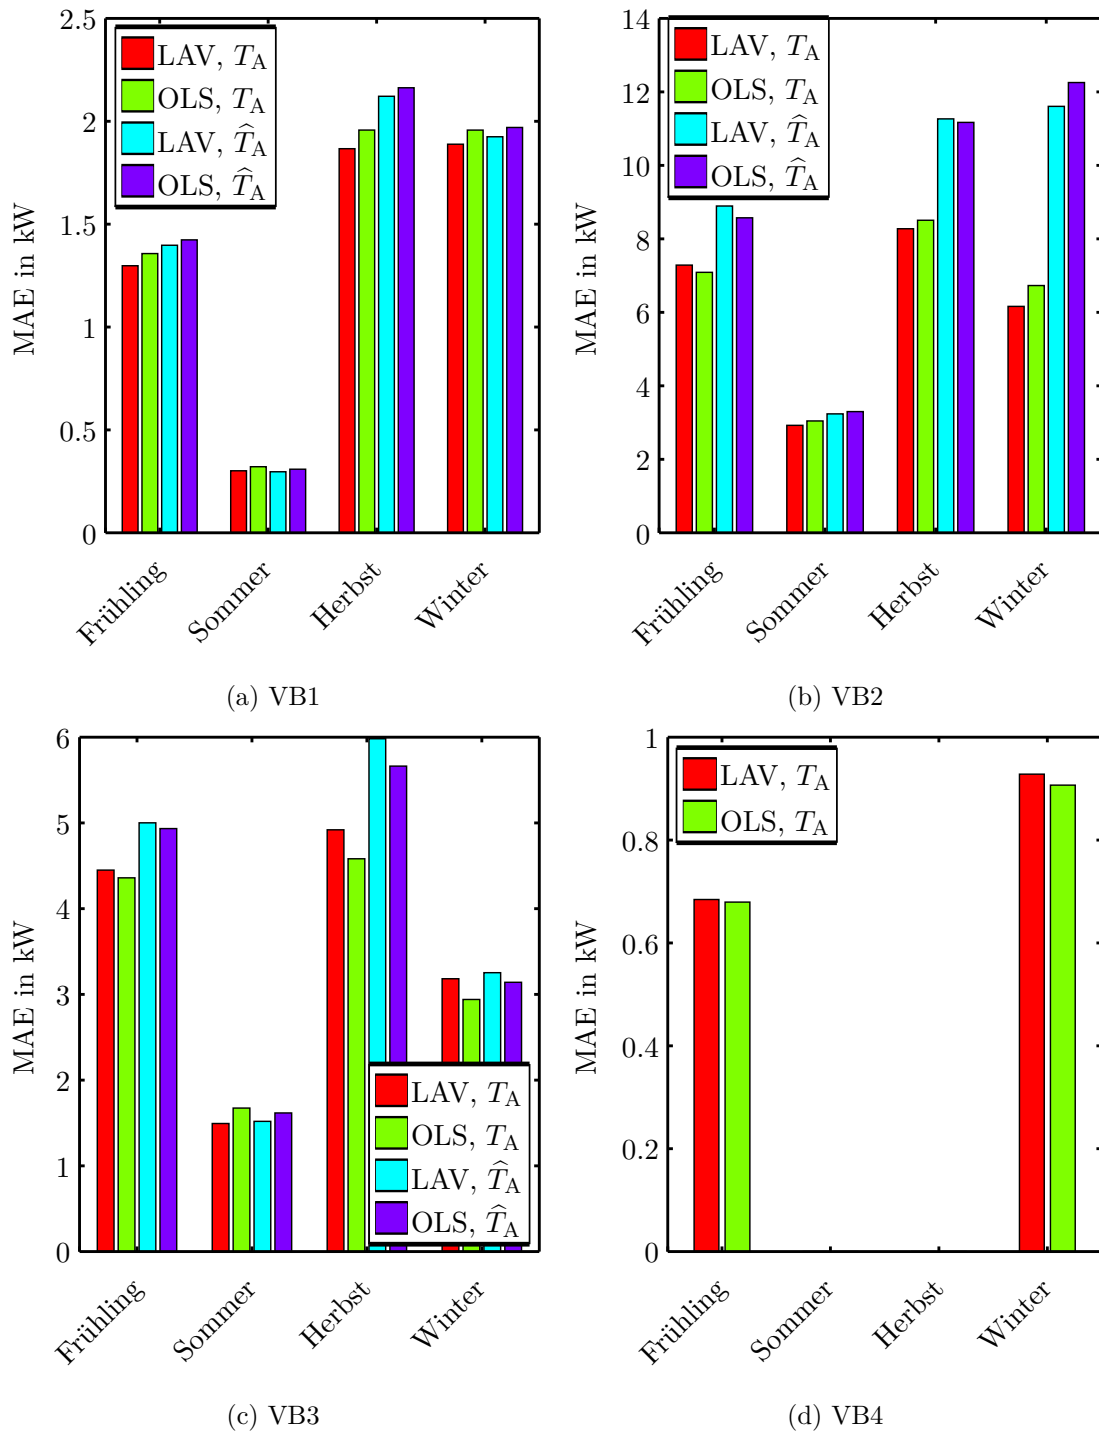 2.5
2
1.5
1
0.5
0
MAE in kW
LAV, T_A
OLS, T_A
LAV, T̂_A
OLS, T̂_A
Frühling
Sommer
Herbst
Winter
(a) VB1
14
12
10
8
6
4
2
0
MAE in kW
LAV, T_A
OLS, T_A
LAV, T̂_A
OLS, T̂_A
Frühling
Sommer
Herbst
Winter
(b) VB2
6
5
4
3
2
1
0
MAE in kW
LAV, T_A
OLS, T_A
LAV, T̂_A
OLS, T̂_A
Frühling
Sommer
Herbst
Winter
(c) VB3
1
0.8
0.6
0.4
0.2
0
MAE in kW
LAV, T_A
OLS, T_A
Frühling
Sommer
Herbst
Winter
(d) VB4